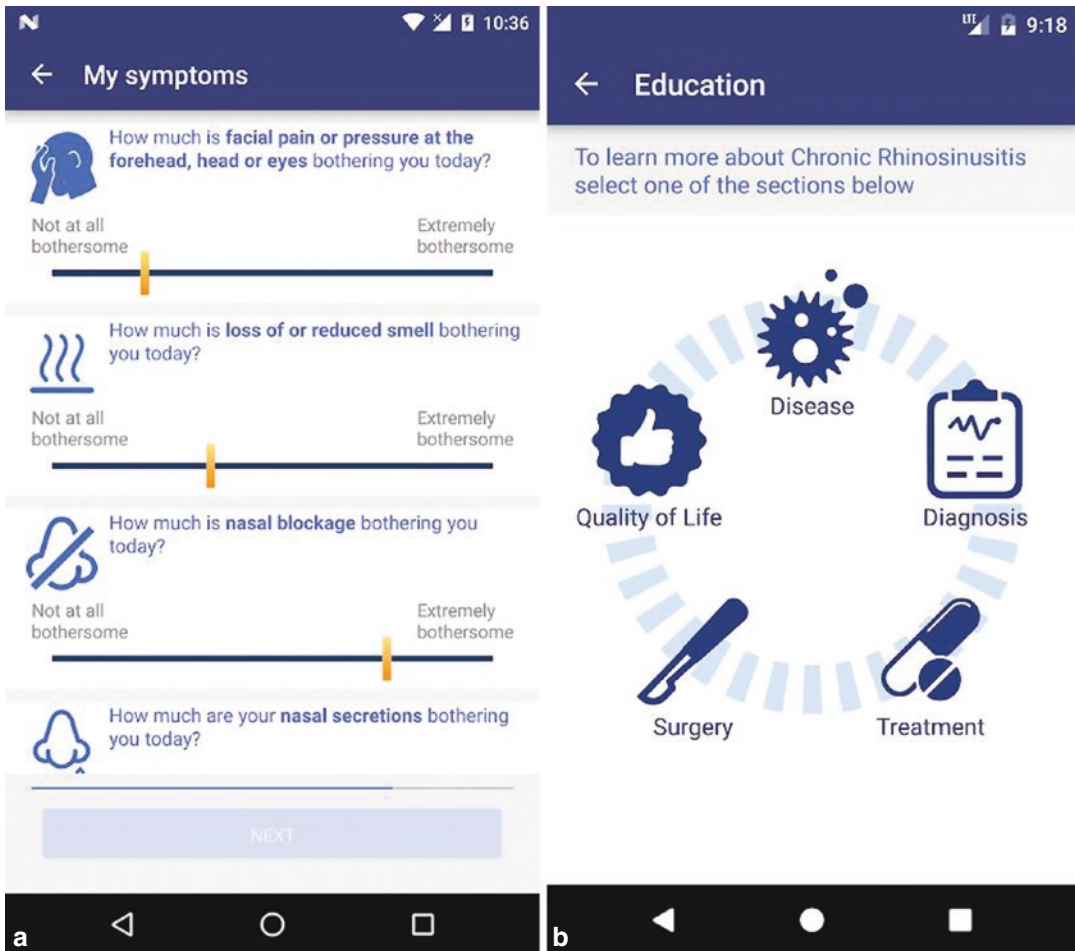 10:36
My symptoms
How much is facial pain or pressure at the
forehead, head or eyes bothering you today?
Not at all
bothersome
Extremely
bothersome
How much is loss of or reduced smell bothering
you today?
Not at all
bothersome
Extremely
bothersome
How much is nasal blockage bothering you
today?
Not at all
bothersome
Extremely
bothersome
How much are your nasal secretions bothering
you today?
NEXT
a
LTE 9:18
Education
To learn more about Chronic Rhinosinusitis
select one of the sections below
Disease
Quality of Life
Diagnosis
Surgery
Treatment
b